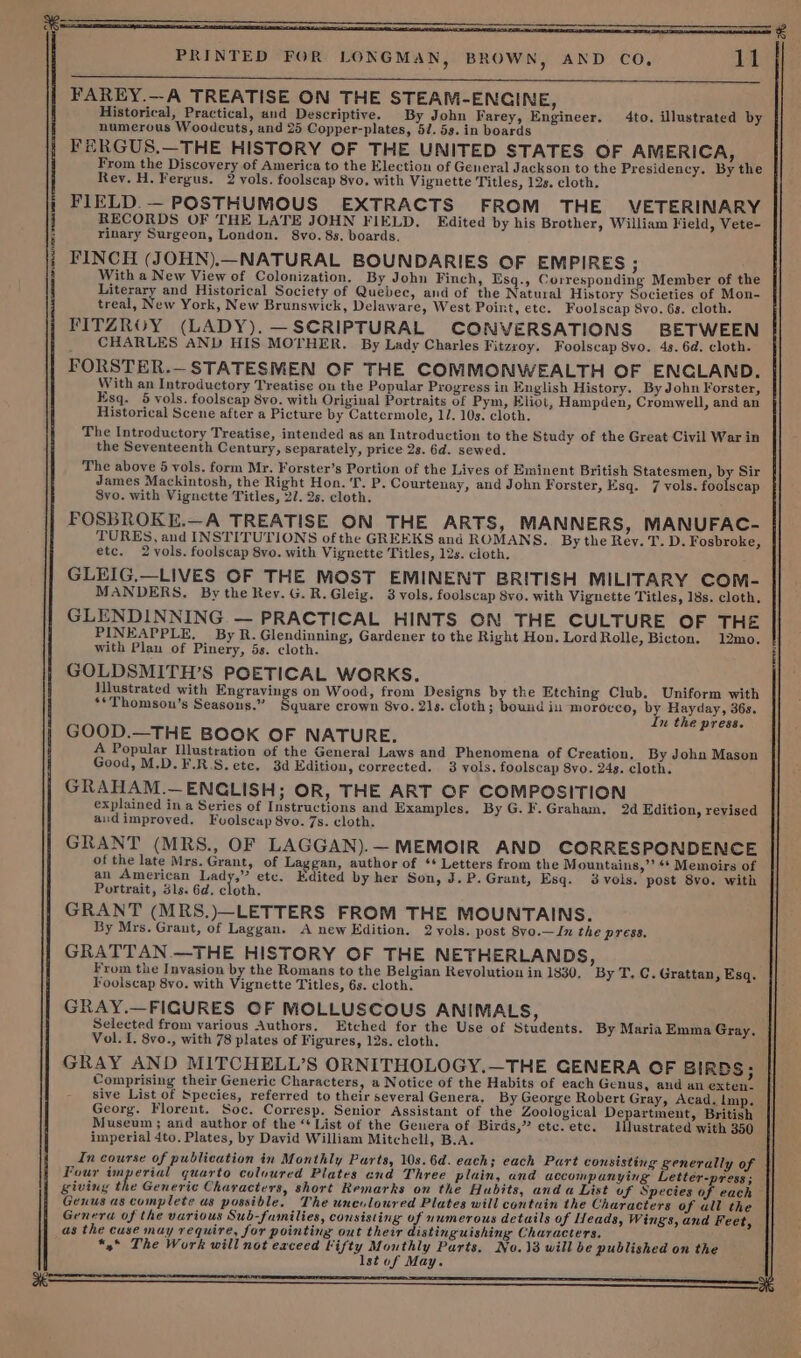 PRINTED FOR LONGMAN, BROWN, AND CO. 11
FAREY.—A TREATISE ON THE STEAM-ENGINE,
Historical, Practical, and Descriptive. By John Farey, Engineer. 4to. illustrated by
numerous Woodcuts, and 25 Copper-plates, 5l. 5s. in boards
FERGUS.—THE HISTORY OF THE UNITED STATES OF AMERICA,
From the Discovery of America to the Election of General Jackson to the Presidency. By the
Rev. H. Fergus. 2 vols. foolscap 8vo. with Vignette Titles, 12s. cloth.
FIELD.—POSTHUMOUS EXTRACTS FROM THE VETERINARY
RECORDS OF THE LATE JOHN FIELD. Edited by his Brother, William Field, Vete-
rinary Surgeon, London. 8vo. 8s. boards.
FINCH (JOHN).—NATURAL BOUNDARIES OF EMPIRES;
With a New View of Colonization. By John Finch, Esq., Corresponding Member of the
Literary and Historical Society of Quebec, and of the Natural History Societies of Mon-
treal, New York, New Brunswick, Delaware, West Point, etc. Foolscap 8vo. 6s. cloth.
FITZROY (LADY).—SCRIPTURAL CONVERSATIONS BETWEEN
CHARLES AND HIS MOTHER. By Lady Charles Fitzroy. Foolscap 8vo. 4s. 6d. cloth.
FORSTER.—STATESMEN OF THE COMMONWEALTH OF ENGLAND.
With an Introductory Treatise on the Popular Progress in English History. By John Forster,
Esq. 5 vols. foolscap 8vo. with Original Portraits of Pym, Eliot, Hampden, Cromwell, and an
Historical Scene after a Picture by Cattermole, 1l. 10s. cloth.
The Introductory Treatise, intended as an Introduction to the Study of the Great Civil War in
the Seventeenth Century, separately, price 2s. 6d. sewed.
The above 5 vols. form Mr. Forster's Portion of the Lives of Eminent British Statesmen, by Sir
James Mackintosh, the Right Hon. T. P. Courtenay, and John Forster, Esq. 7 vols. foolscap
8vo. with Vignette Titles, 2l. 2s. cloth.
FOSBROKE.—A TREATISE ON THE ARTS, MANNERS, MANUFAC-
TURES, and INSTITUTIONS of the GREEKS and ROMANS. By the Rev. T. D. Fosbroke,
etc. 2 vols. foolscap 8vo. with Vignette Titles, 12s. cloth.
GLEIG.—LIVES OF THE MOST EMINENT BRITISH MILITARY COM-
MANDERS. By the Rev. G. R. Gleig. 3 vols. foolscap 8vo. with Vignette Titles, 18s. cloth.
GLENDINNING — PRACTICAL HINTS ON THE CULTURE OF THE
PINEAPPLE. By R. Glendinning, Gardener to the Right Hon. Lord Rolle, Bicton. 12mo.
with Plan of Pinery, 5s. cloth.
GOLDSMITH'S POETICAL WORKS.
Illustrated with Engravings on Wood, from Designs by the Etching Club. Uniform with
"Thomson's Seasons." Square crown 8vo. 21s. cloth; bound in morocco, by Hayday, 36s.
In the press.
GOOD.—THE BOOK OF NATURE.
A Popular Illustration of the General Laws and Phenomena of Creation. By John Mason
Good, M.D. F.R.S. etc. 3d Edition, corrected. 3 vols. foolscap 8vo. 24s. cloth.
GRAHAM.—ENGLISH; OR, THE ART OF COMPOSITION
explained in a Series of Instructions and Examples. By G. F. Graham. 2d Edition, revised
and improved. Foolscap 8vo. 7s. cloth.
GRANT (MRS., OF LAGGAN).—MEMOIR AND CORRESPONDENCE
of the late Mrs. Grant, of Laggan, author of "Letters from the Mountains," "Memoirs of
an American Lady," etc. Edited by her Son, J. P. Grant, Esq. 3 vols. post 8vo. with
Portrait, 31s. 6d. cloth.
GRANT (MRS.)—LETTERS FROM THE MOUNTAINS.
By Mrs. Grant, of Laggan. A new Edition. 2 vols. post 8vo.—In the press.
GRATTAN.—THE HISTORY OF THE NETHERLANDS,
From the Invasion by the Romans to the Belgian Revolution in 1830. By T. C. Grattan, Esq.
Foolscap 8vo. with Vignette Titles, 6s. cloth.
GRAY.—FIGURES OF MOLLUSCOUS ANIMALS,
Selected from various Authors. Etched for the Use of Students. By Maria Emma Gray.
Vol. I. 8vo., with 78 plates of Figures, 12s. cloth.
GRAY AND MITCHELL'S ORNITHOLOGY.—THE GENERA OF BIRDS;
Comprising their Generic Characters, a Notice of the Habits of each Genus, and an exten-
sive List of Species, referred to their several Genera. By George Robert Gray, Acad. Imp.
Georg. Florent. Soc. Corresp. Senior Assistant of the Zoological Department, British
Museum; and author of the "List of the Genera of Birds," etc. etc. Illustrated with 350
imperial 4to. Plates, by David William Mitchell, B.A.
In course of publication in Monthly Parts, 10s. 6d. each; each Part consisting generally of
Four imperial quarto coloured Plates and Three plain, and accompanying Letter-press;
giving the Generic Characters, short Remarks on the Habits, and a List of Species of each
Genus as complete as possible. The uncoloured Plates will contain the Characters of all the
Genera of the various Sub-families, consisting of numerous details of Heads, Wings, and Feet,
as the case may require, for pointing out their distinguishing Characters.
*** The Work will not exceed Fifty Monthly Parts. No. 13 will be published on the
1st of May.